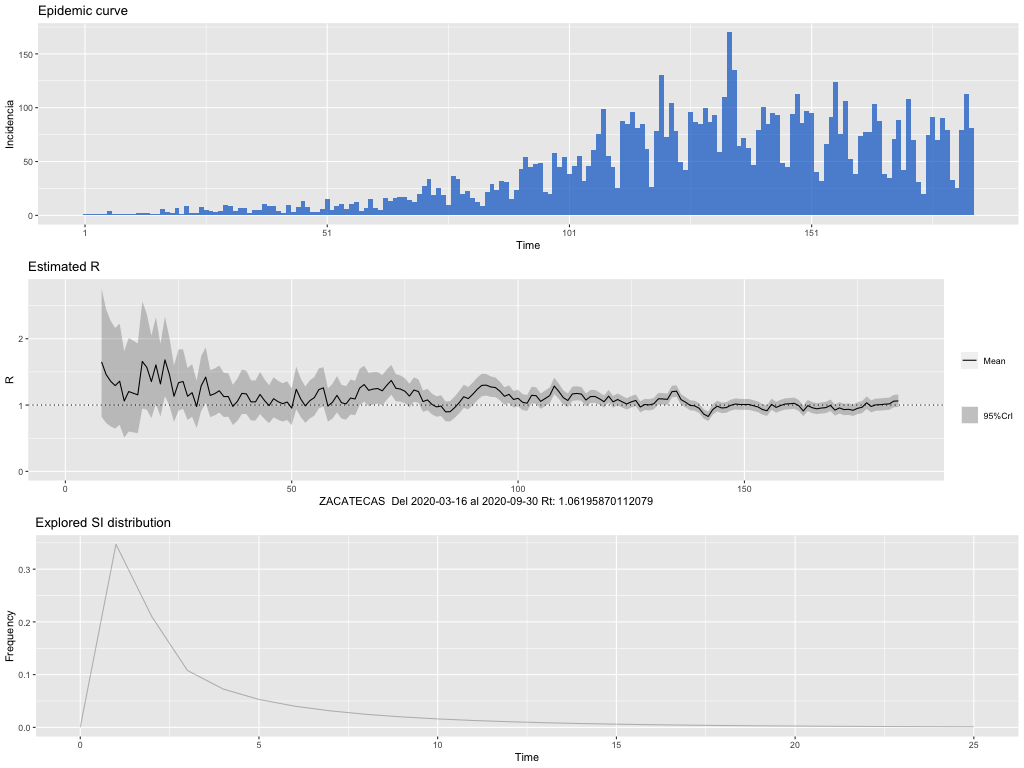 Epidemic curve
150
100
50
0
Incidencia
1 51 101 151
Time
Estimated R
2
1
0
R
Mean
95%CrI
0 50 100 150
ZACATECAS Del 2020-03-16 al 2020-09-30 Rt: 1.06195870112079
Explored SI distribution
0.3
0.2
0.1
0.0
Frequency
0 5 10 15 20 25
Time